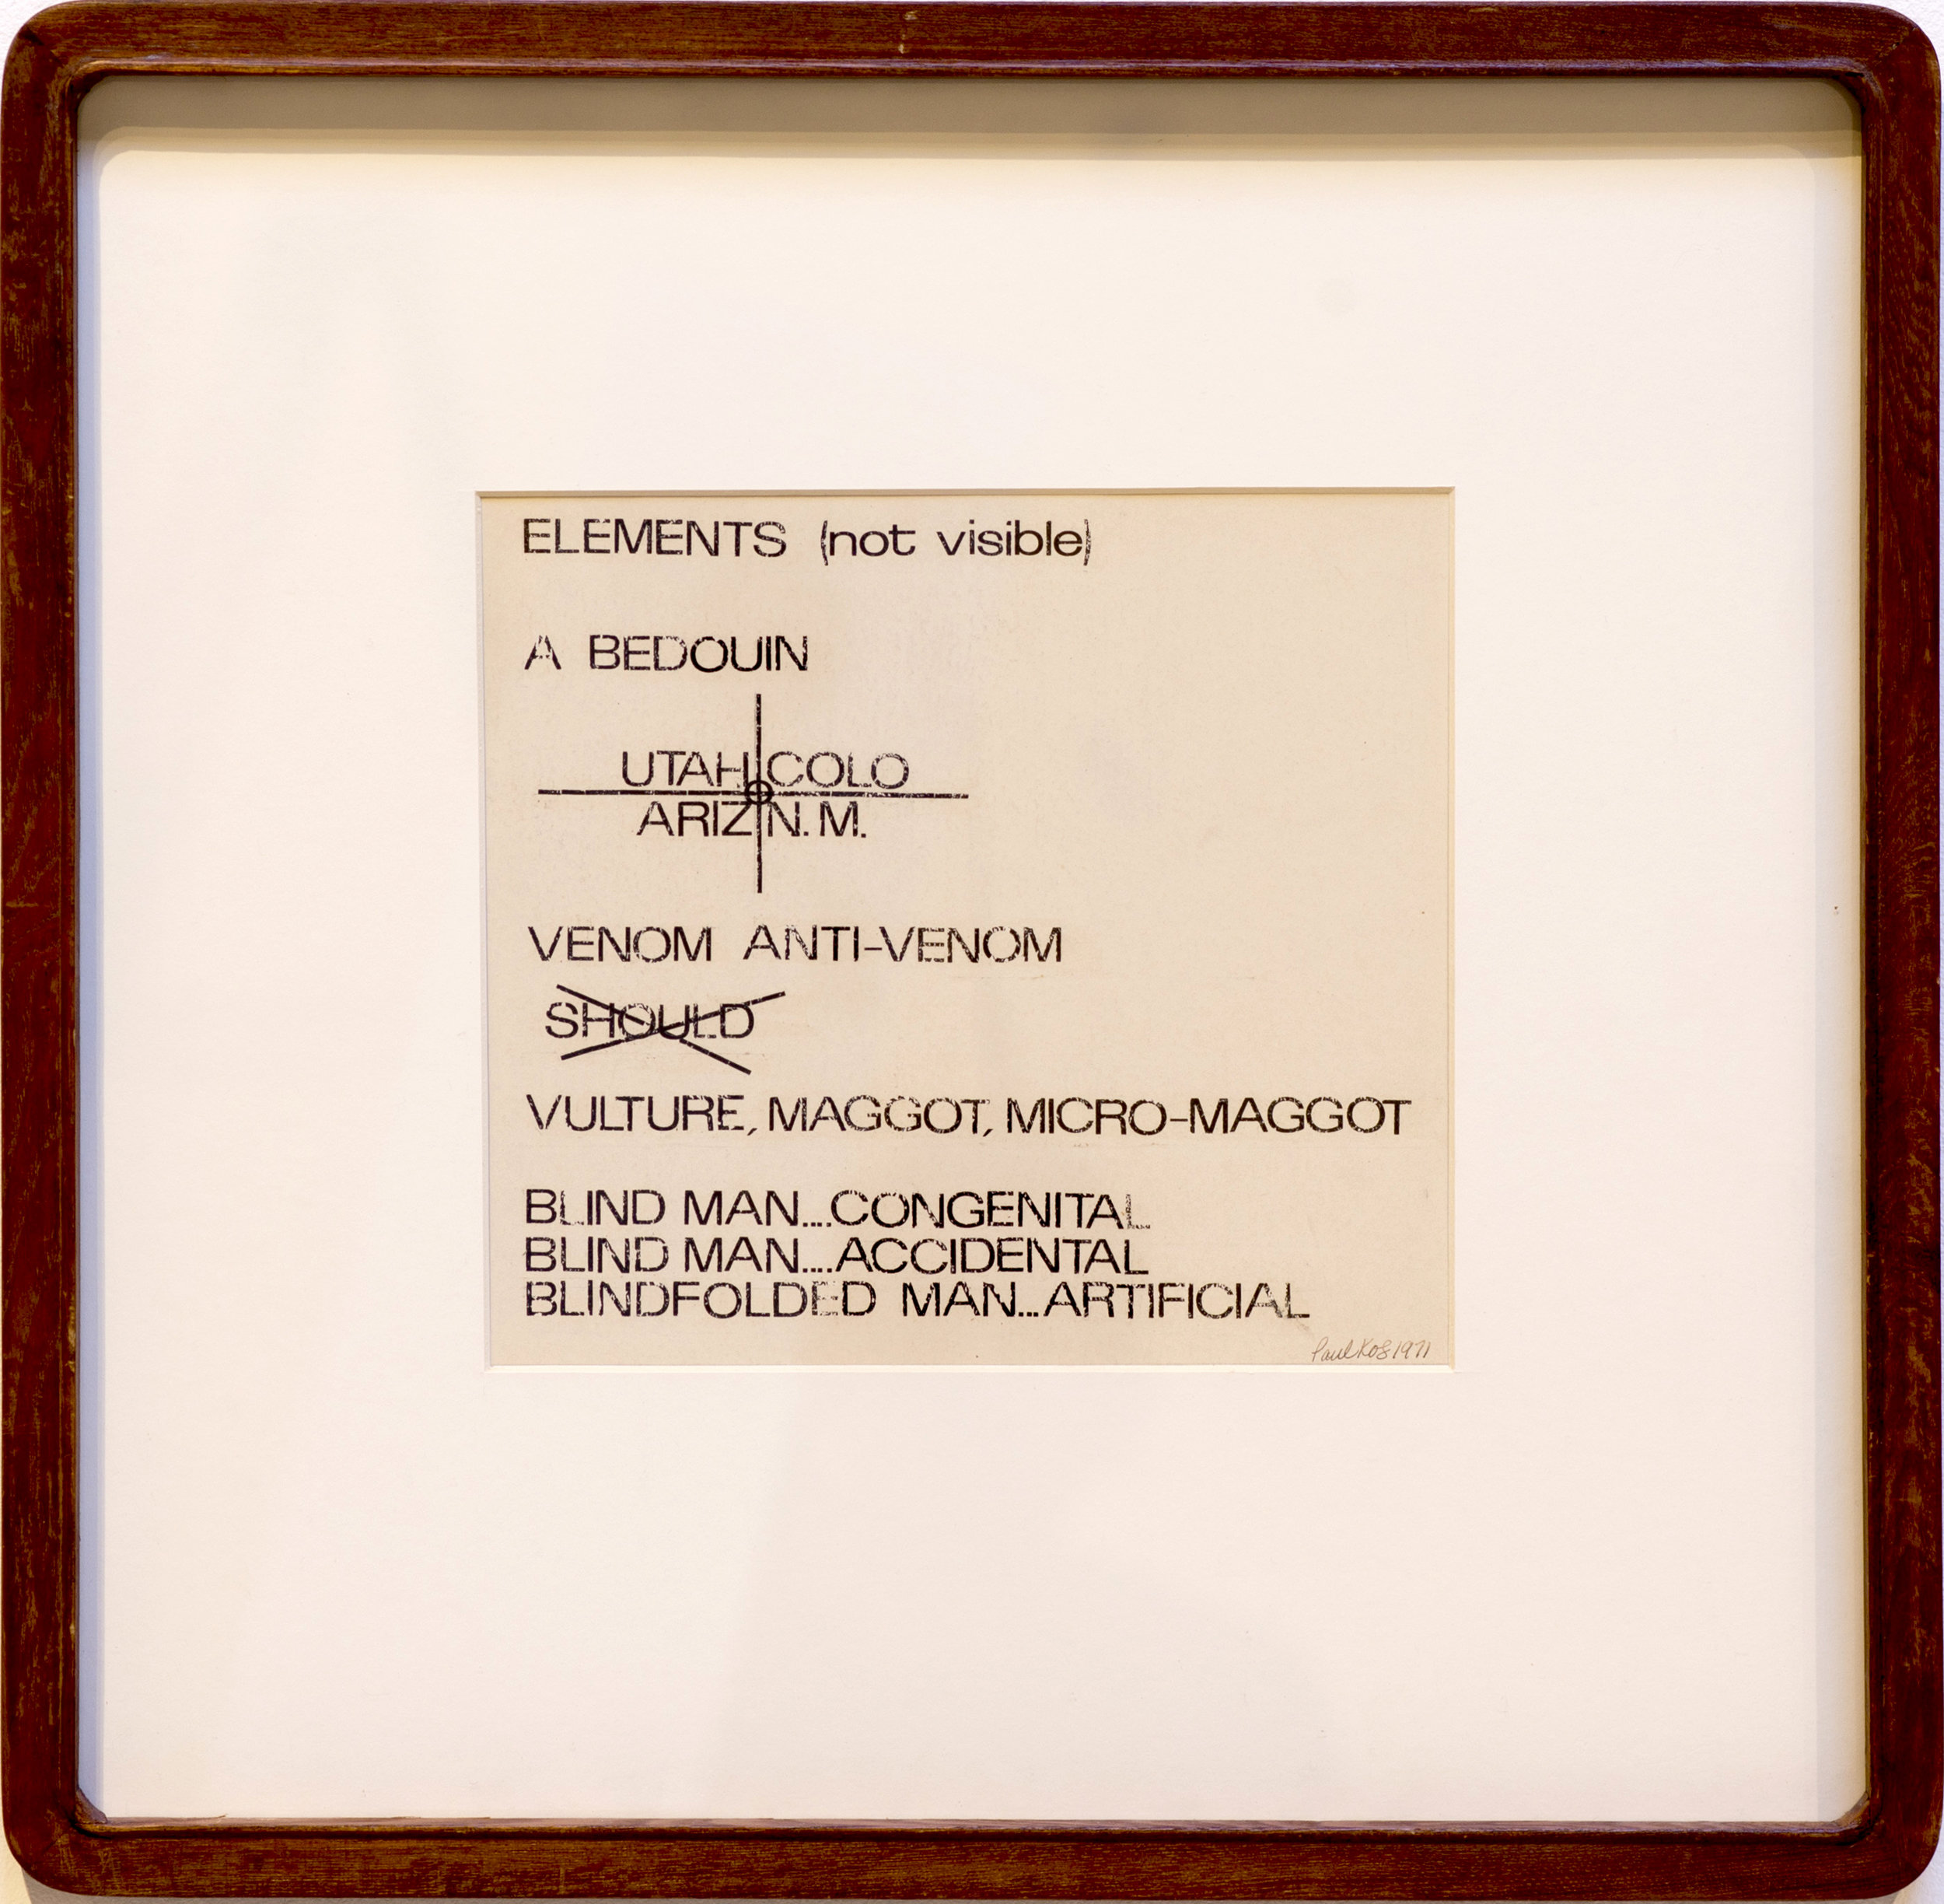 ELEMENTS (not visible)
A BEDOUIN
UTAH COLO
ARIZ N.M.
VENOM ANTI-VENOM
SHOULD
VULTURE, MAGGOT, MICRO-MAGGOT
BLIND MAN....CONGENITAL
BLIND MAN....ACCIDENTAL
BLINDFOLDED MAN...ARTIFICIAL
Paul Kos 1971